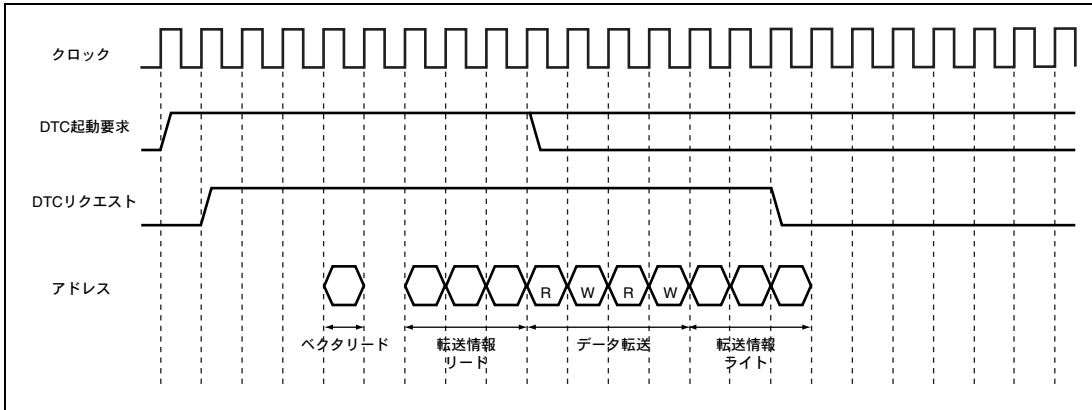 クロック
DTC起動要求
DTCリクエスト
アドレス
R W R W
ベクタリード
転送情報
リード
データ転送
転送情報
ライト